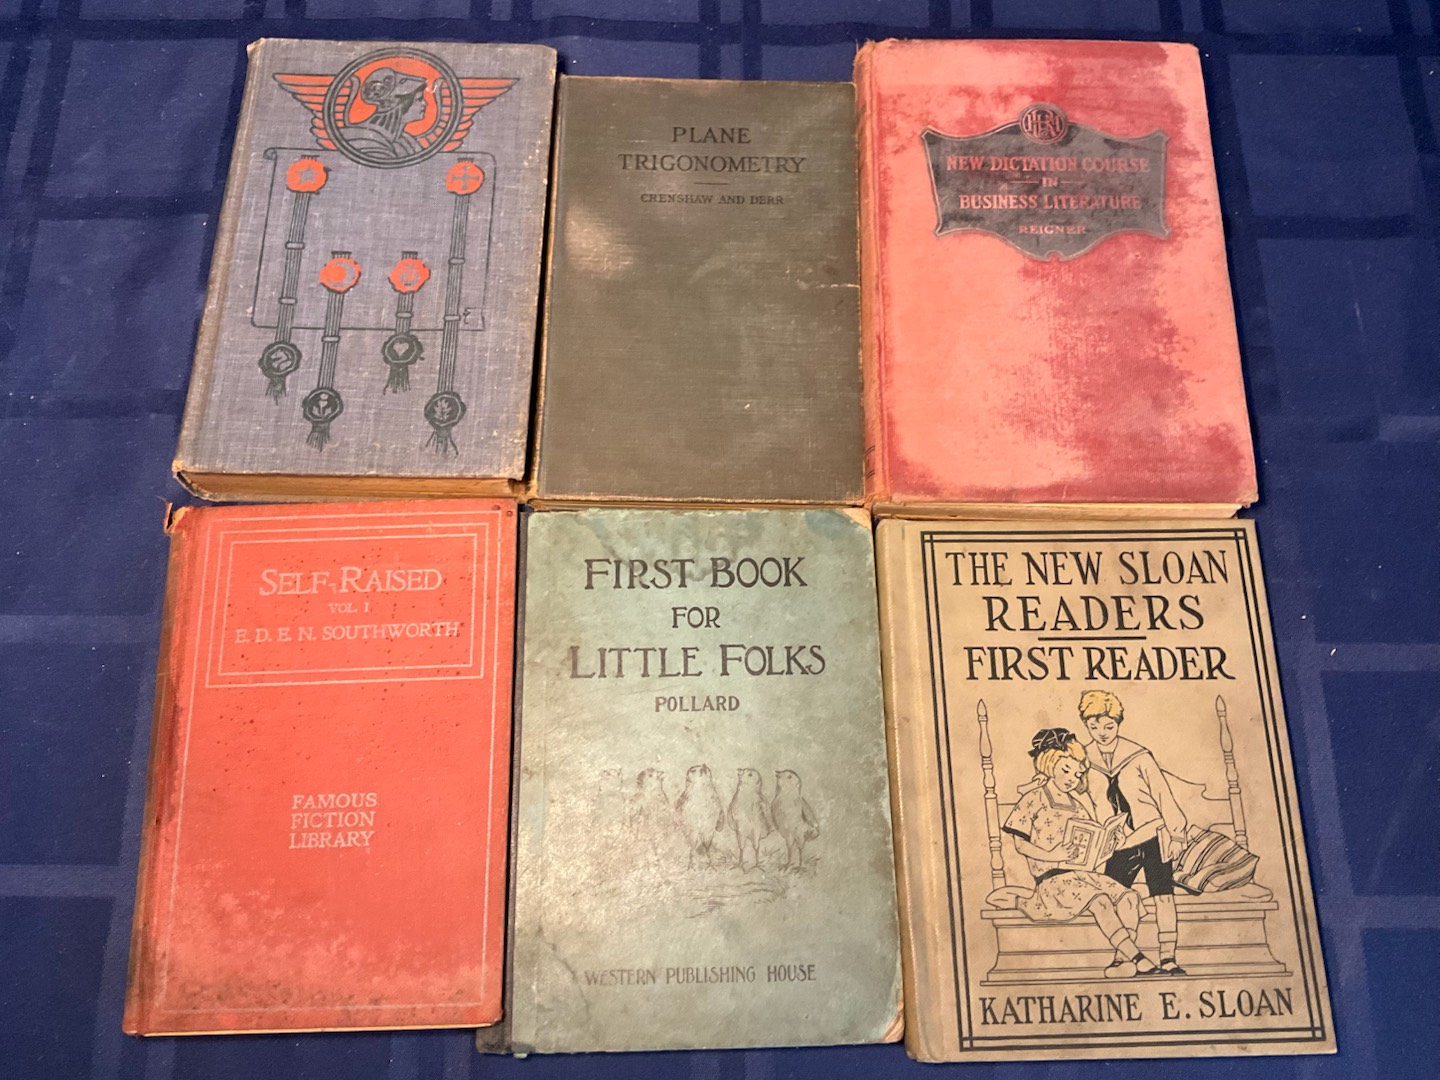 PLANE
TRIGONOMETRY
CRENSHAW AND DERR
NEW DICTATION COURSE
IN
BUSINESS LITERATURE
REIGNER
SELF-RAISED
VOL I
E. D. E. N. SOUTHWORTH
FAMOUS
FICTION
LIBRARY
FIRST BOOK
FOR
LITTLE FOLKS
POLLARD
WESTERN PUBLISHING HOUSE
THE NEW SLOAN
READERS
FIRST READER
KATHARINE E. SLOAN